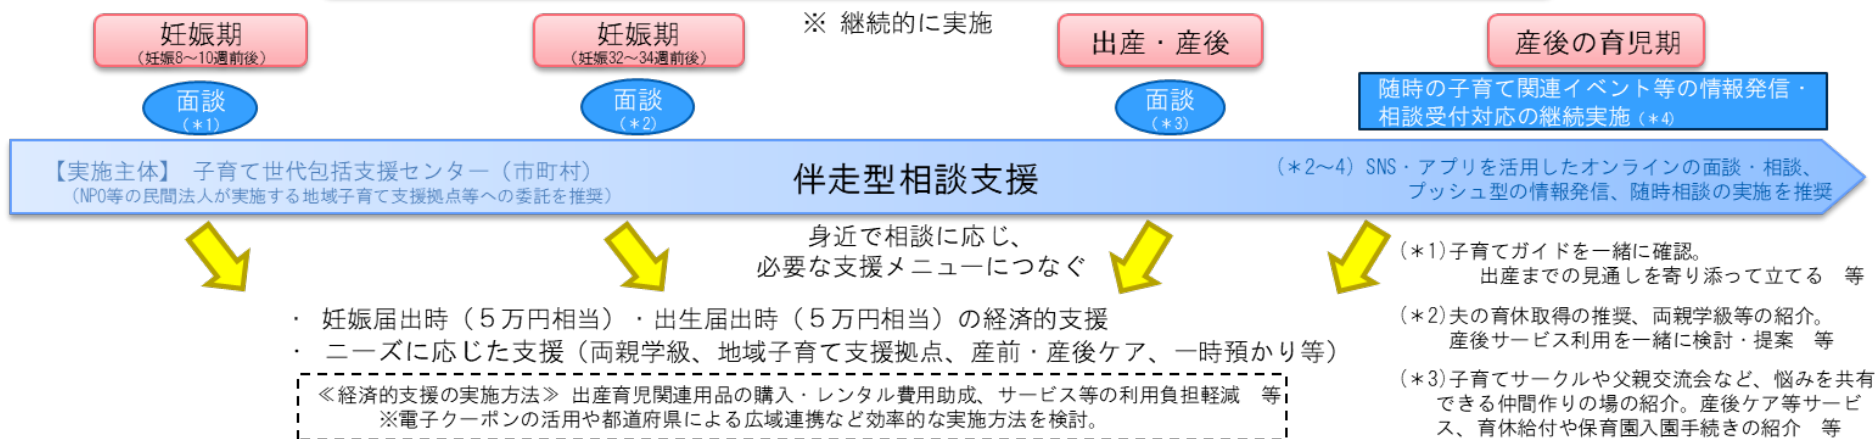 ※ 継続的に実施
妊娠期
(妊娠8～10週前後)
妊娠期
(妊娠32～34週前後)
出産・産後
産後の育児期
面談
(＊1)
面談
(＊2)
面談
(＊3)
随時の子育て関連イベント等の情報発信・
相談受付対応の継続実施 (＊4)
【実施主体】 子育て世代包括支援センター（市町村）
（NPO等の民間法人が実施する地域子育て支援拠点等への委託を推奨）
伴走型相談支援
（＊2～4）SNS・アプリを活用したオンラインの面談・相談、
プッシュ型の情報発信、随時相談の実施を推奨
身近で相談に応じ、
必要な支援メニューにつなぐ
・ 妊娠届出時（５万円相当）・出生届出時（５万円相当）の経済的支援
・ ニーズに応じた支援（両親学級、地域子育て支援拠点、産前・産後ケア、一時預かり等）
≪経済的支援の実施方法≫ 出産育児関連用品の購入・レンタル費用助成、サービス等の利用負担軽減　等
※電子クーポンの活用や都道府県による広域連携など効率的な実施方法を検討。
(＊1)子育てガイドを一緒に確認。
出産までの見通しを寄り添って立てる　等
(＊2)夫の育休取得の推奨、両親学級等の紹介。
産後サービス利用を一緒に検討・提案　等
(＊3)子育てサークルや父親交流会など、悩みを共有
できる仲間作りの場の紹介。産後ケア等サービ
ス、育休給付や保育園入園手続きの紹介　等